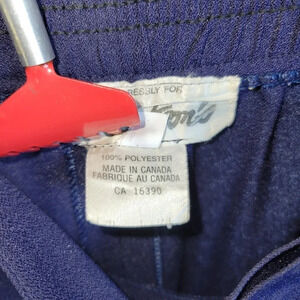 RESSLY FOR
100% POLYESTER
MADE IN CANADA
FABRIQUE AU CANADA
CA 16390